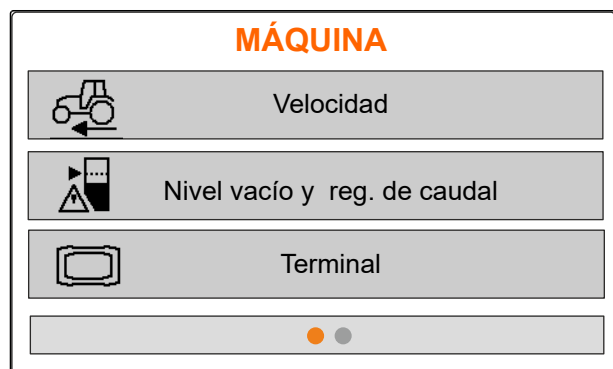 MÁQUINA
Velocidad
Nivel vacío y reg. de caudal
Terminal